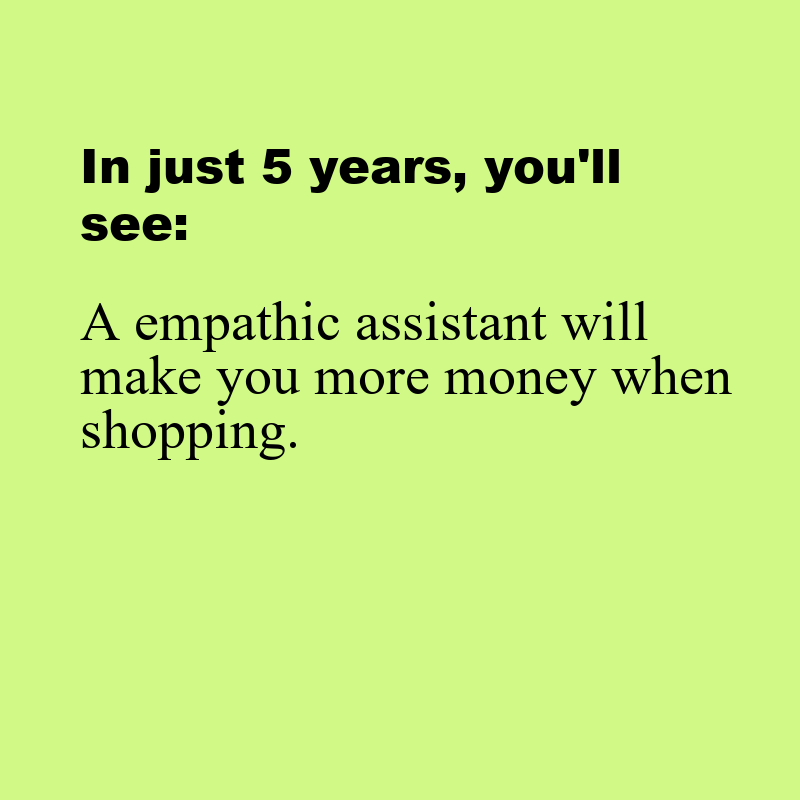 In just 5 years, you'll
see:
A empathic assistant will
make you more money when
shopping.